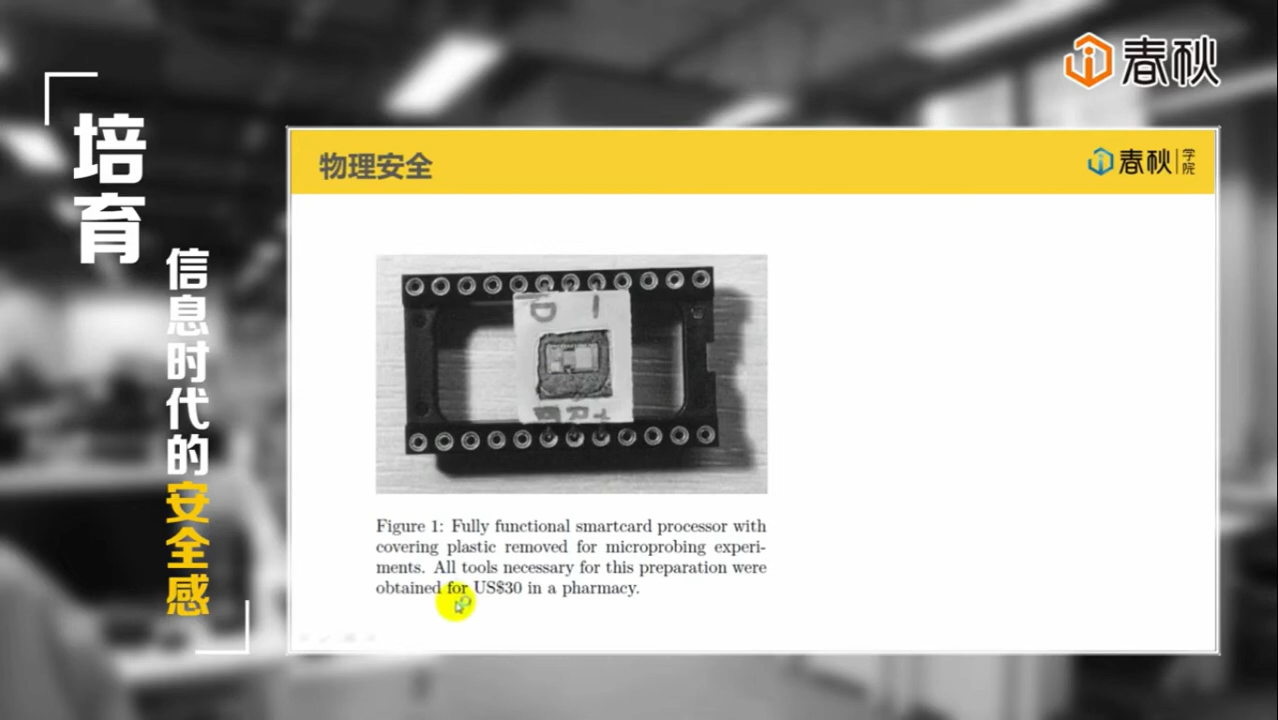 春秋
培育
信息时代的安全感
物理安全
春秋学院
D
Figure 1: Fully functional smartcard processor with
covering plastic removed for microprobing experi-
ments. All tools necessary for this preparation were
obtained for US$30 in a pharmacy.